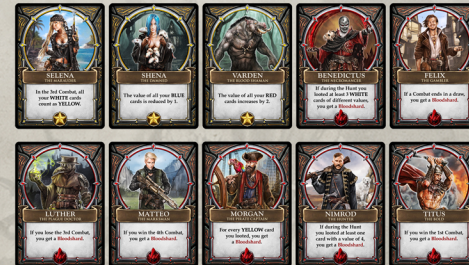 SELENA
THE MARAUDER
In the 3rd Combat, all
your WHITE cards
count as YELLOW.
SHENA
THE DAMNED
The value of all your BLUE
cards is reduced by 1.
VARDEN
THE BLOOD SHAMAN
The value of all your RED
cards increases by 2.
BENEDICTUS
THE NECROMANCER
If during the Hunt you
looted at least 3 WHITE
cards of different values,
you get a Bloodshard.
FELIX
THE GAMBLER
If a Combat ends in a draw,
you get a Bloodshard.
LUTHER
THE PLAGUE DOCTOR
If you lose the 3rd Combat,
you get a Bloodshard.
MATTEO
THE MARKSMAN
If you win the 4th Combat,
you get a Bloodshard.
MORGAN
THE PIRATE CAPTAIN
For every YELLOW card
you looted, you get
a Bloodshard.
NIMROD
THE HUNTER
If during the Hunt
you looted at least one
card with a value of 4,
you get a Bloodshard.
TITUS
THE BOLD
If you win the 1st Combat,
you get a Bloodshard.